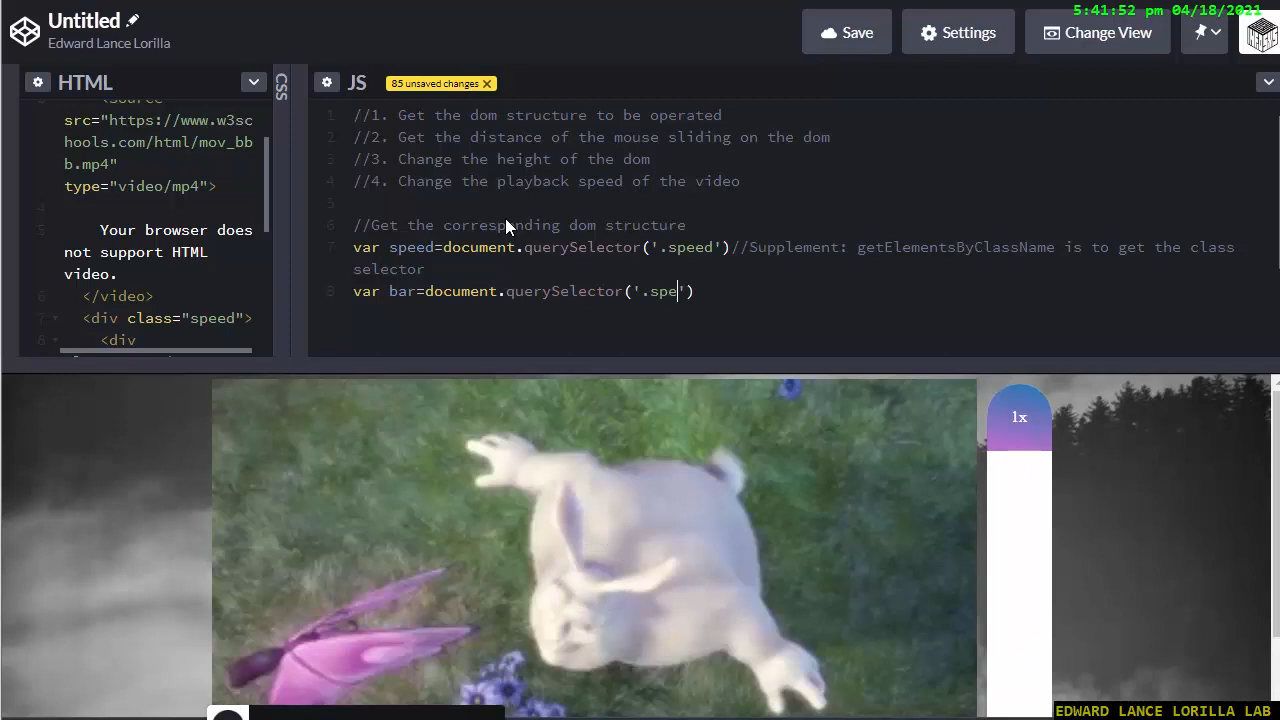 5:41:52 pm 04/18/2021
Untitled
Edward Lance Lorilla
Save
Settings
Change View
HTML
CSS
JS
85 unsaved changes
src="https://www.w3sc
hools.com/html/mov_bb
b.mp4"
type="video/mp4">
4
5
Your browser does
not support HTML
video.
6
</video>
7
<div class="speed">
8
<div
1 //1. Get the dom structure to be operated
2 //2. Get the distance of the mouse sliding on the dom
3 //3. Change the height of the dom
4 //4. Change the playback speed of the video
5
6 //Get the corresponding dom structure
7 var speed=document.querySelector('.speed')//Supplement: getElementsByClassName is to get the class
selector
8 var bar=document.querySelector('.spe')
1x
EDWARD LANCE LORILLA LAB